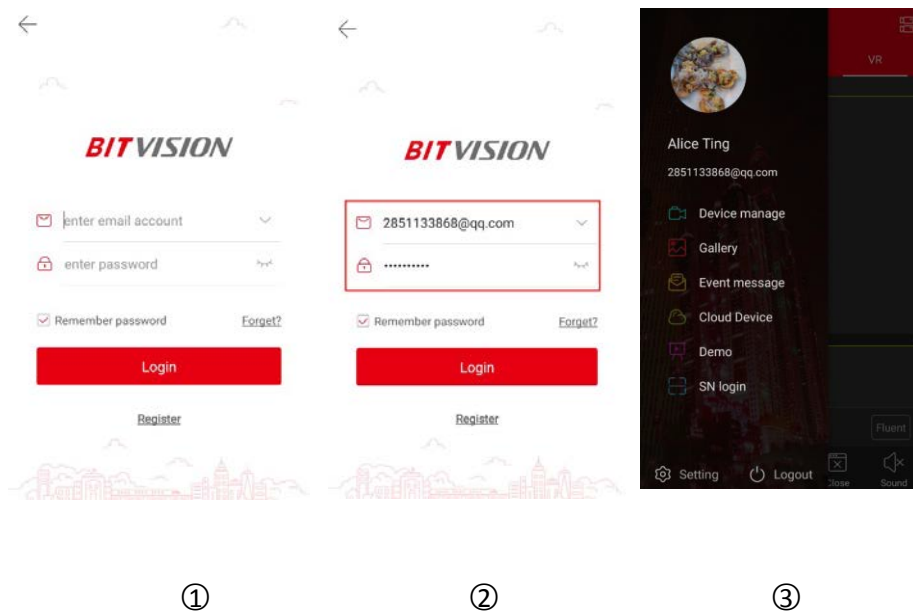 BITVISION
enter email account
enter password
Remember password Forget?
Login
Register
BITVISION
2851133868@qq.com
••••••••••
Remember password Forget?
Login
Register
VR
Alice Ting
2851133868@qq.com
Device manage
Gallery
Event message
Cloud Device
Demo
SN login
Fluent
Setting Logout Close Sound
① ② ③